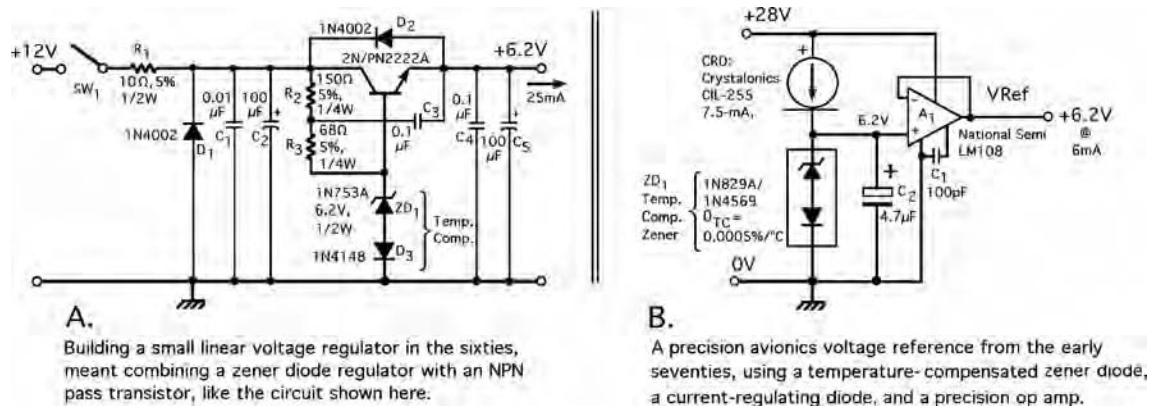 +12V
SW1
R1
10Ω, 5%
1/2W
1N4002
D1
0.01
µF
C1
100
µF
+
C2
1N4002
D2
2N/PN2222A
150Ω
5%,
1/4W
R2
68Ω
5%,
1/4W
R3
C3
0.1
µF
1N753A
6.2V,
1/2W
ZD1
1N4148
D3
Temp.
Comp.
0.1
µF
C4
+
100
µF
C5
+6.2V
25mA
A.
Building a small linear voltage regulator in the sixties,
meant combining a zener diode regulator with an NPN
pass transistor, like the circuit shown here.
+28V
CRD:
Crystalonics
CIL-255
7.5-mA,
+
6.2V
-
+
A1
VRef
+6.2V
@
6mA
National Semi
LM108
C1
100pF
+
C2
4.7µF
ZD1
Temp.
Comp.
Zener
1N829A/
1N4569
0TC=
0.0005%/°C
0V
B.
A precision avionics voltage reference from the early
seventies, using a temperature-compensated zener diode,
a current-regulating diode, and a precision op amp.